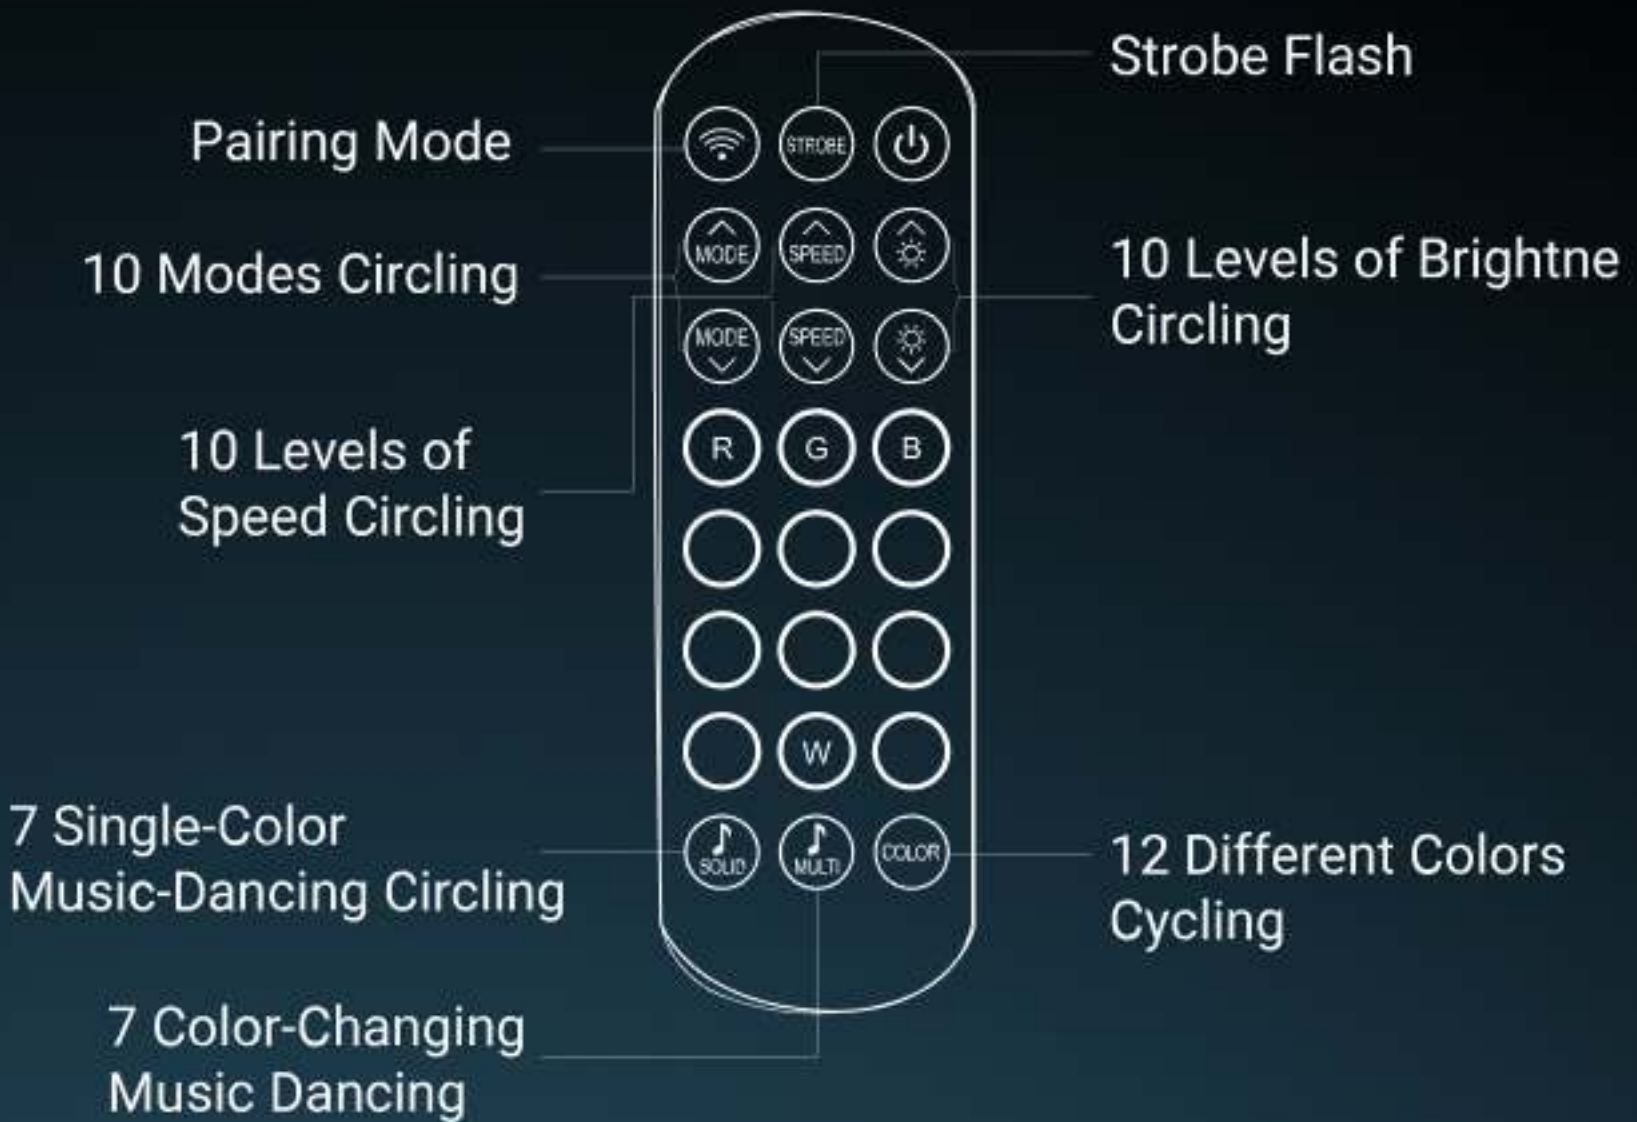 Strobe Flash
Pairing Mode
STROBE
10 Modes Circling
MODE
SPEED
10 Levels of Brightne
Circling
MODE
SPEED
10 Levels of
Speed Circling
R
G
B
W
7 Single-Color
Music-Dancing Circling
SOLID
MULTI
COLOR
12 Different Colors
Cycling
7 Color-Changing
Music Dancing